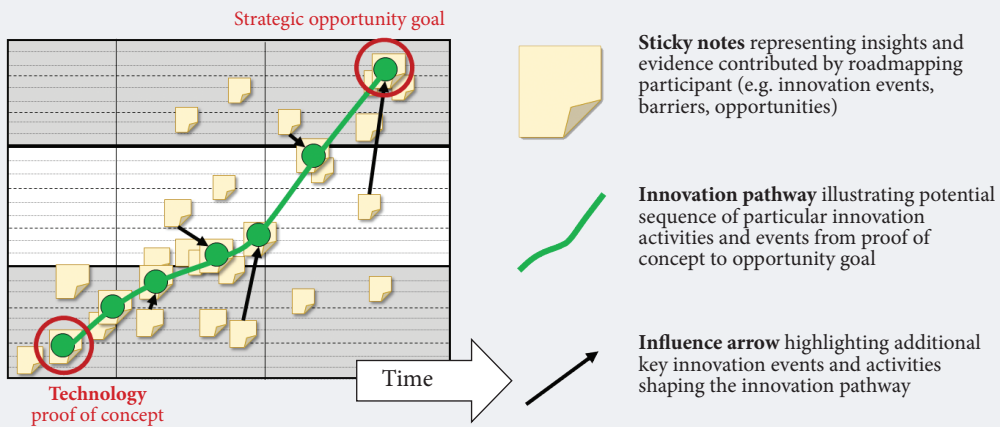 Strategic opportunity goal
Technology
proof of concept
Time
Sticky notes representing insights and
evidence contributed by roadmapping
participant (e.g. innovation events,
barriers, opportunities)
Innovation pathway illustrating potential
sequence of particular innovation
activities and events from proof of
concept to opportunity goal
Influence arrow highlighting additional
key innovation events and activities
shaping the innovation pathway